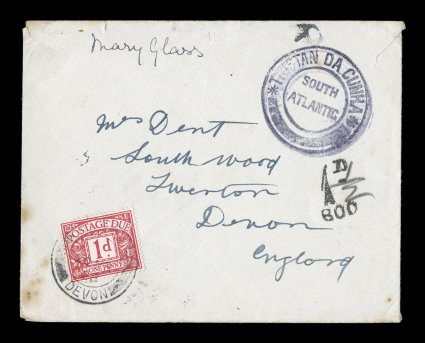 Mary Glass
TRISTAN DA CUNHA
SOUTH
ATLANTIC
Mrs Dent
South Wood
Tiverton
Devon
England
D
1/2
800
POSTAGE DUE
1d
ONE PENNY
DEVON